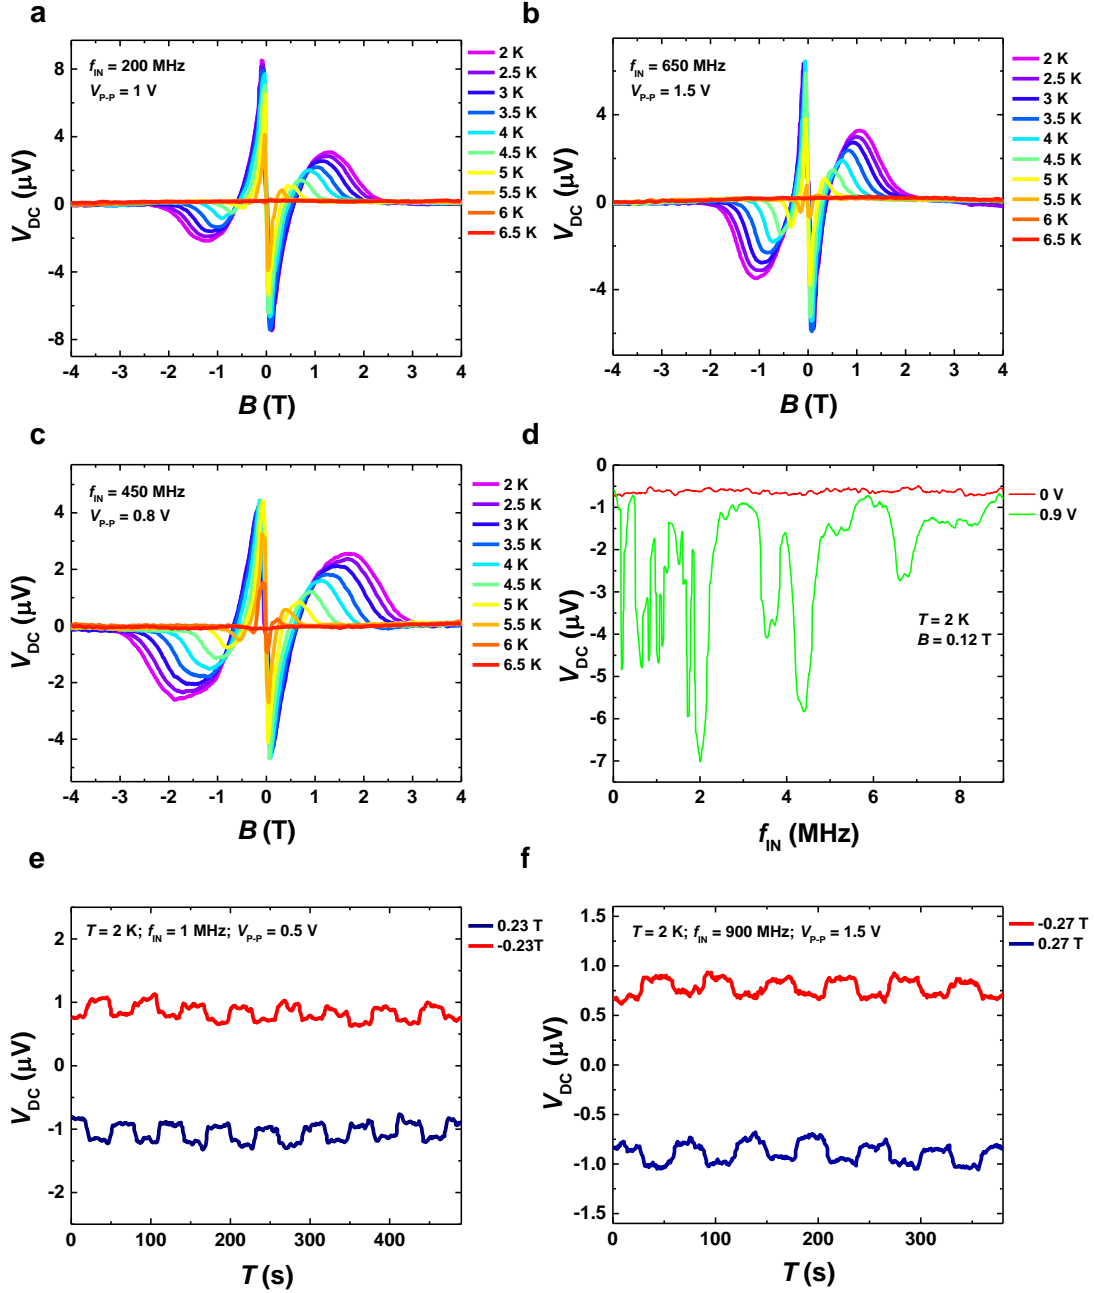 a
f_IN = 200 MHz
V_P-P = 1 V
2 K
2.5 K
3 K
3.5 K
4 K
4.5 K
5 K
5.5 K
6 K
6.5 K
8
4
0
-4
-8
V_DC (μV)
-4 -3 -2 -1 0 1 2 3 4
B (T)
b
f_IN = 650 MHz
V_P-P = 1.5 V
2 K
2.5 K
3 K
3.5 K
4 K
4.5 K
5 K
5.5 K
6 K
6.5 K
4
0
-4
V_DC (μV)
-4 -3 -2 -1 0 1 2 3 4
B (T)
c
f_IN = 450 MHz
V_P-P = 0.8 V
2 K
2.5 K
3 K
3.5 K
4 K
4.5 K
5 K
5.5 K
6 K
6.5 K
4
2
0
-2
-4
V_DC (μV)
-4 -3 -2 -1 0 1 2 3 4
B (T)
d
0 V
0.9 V
T = 2 K
B = 0.12 T
0
-1
-2
-3
-4
-5
-6
-7
V_DC (μV)
0 2 4 6 8
f_IN (MHz)
e
T = 2 K; f_IN = 1 MHz; V_P-P = 0.5 V
0.23 T
-0.23T
2
1
0
-1
-2
V_DC (μV)
0 100 200 300 400
T (s)
f
T = 2 K; f_IN = 900 MHz; V_P-P = 1.5 V
-0.27 T
0.27 T
1.5
1.0
0.5
0.0
-0.5
-1.0
-1.5
V_DC (μV)
0 100 200 300
T (s)